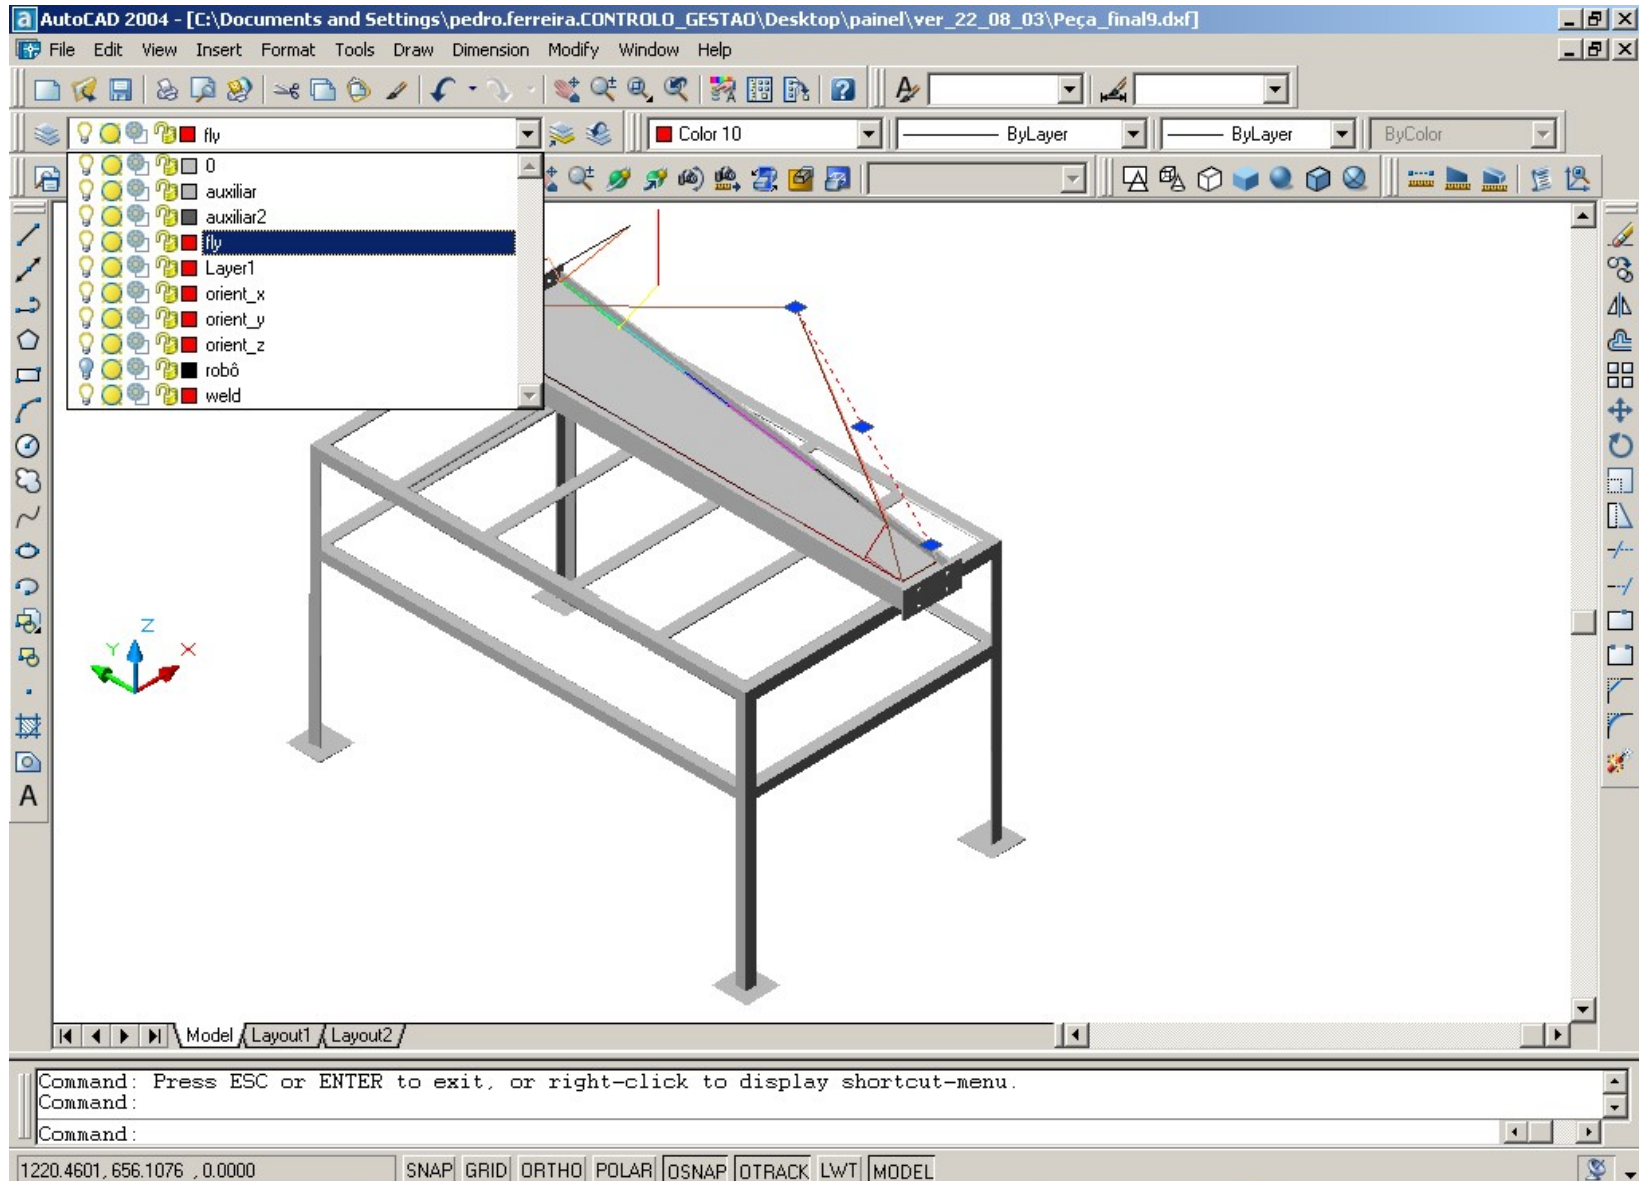 AutoCAD 2004 - [C:\Documents and Settings\pedro.ferreira.CONTROLO_GESTAO\Desktop\painel\ver_22_08_03\Peça_final9.dxf]
File Edit View Insert Format Tools Draw Dimension Modify Window Help
fly Color 10 ByLayer ByLayer ByColor
0
auxiliar
auxiliar2
fly
Layer1
orient_x
orient_y
orient_z
robô
weld
Z
Y
X
A
Model Layout1 Layout2
Command: Press ESC or ENTER to exit, or right-click to display shortcut-menu.
Command:
Command:
1220.4601, 656.1076 , 0.0000 SNAP GRID ORTHO POLAR OSNAP OTRACK LWT MODEL